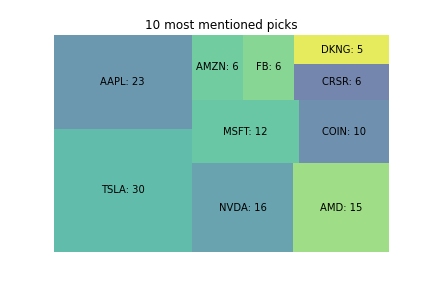 10 most mentioned picks
AAPL: 23
AMZN: 6
FB: 6
DKNG: 5
CRSR: 6
MSFT: 12
COIN: 10
TSLA: 30
NVDA: 16
AMD: 15